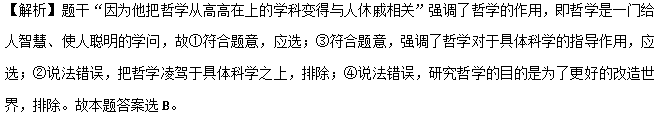 【解析】题干“因为他把哲学从高高在上的学科变得与人休戚相关”强调了哲学的作用，即哲学是一门给
人智慧、使人聪明的学问，故①符合题意，应选；③符合题意，强调了哲学对于具体科学的指导作用，应
选；②说法错误，把哲学凌驾于具体科学之上，排除；④说法错误，研究哲学的目的是为了更好的改造世
界，排除。故本题答案选 B。